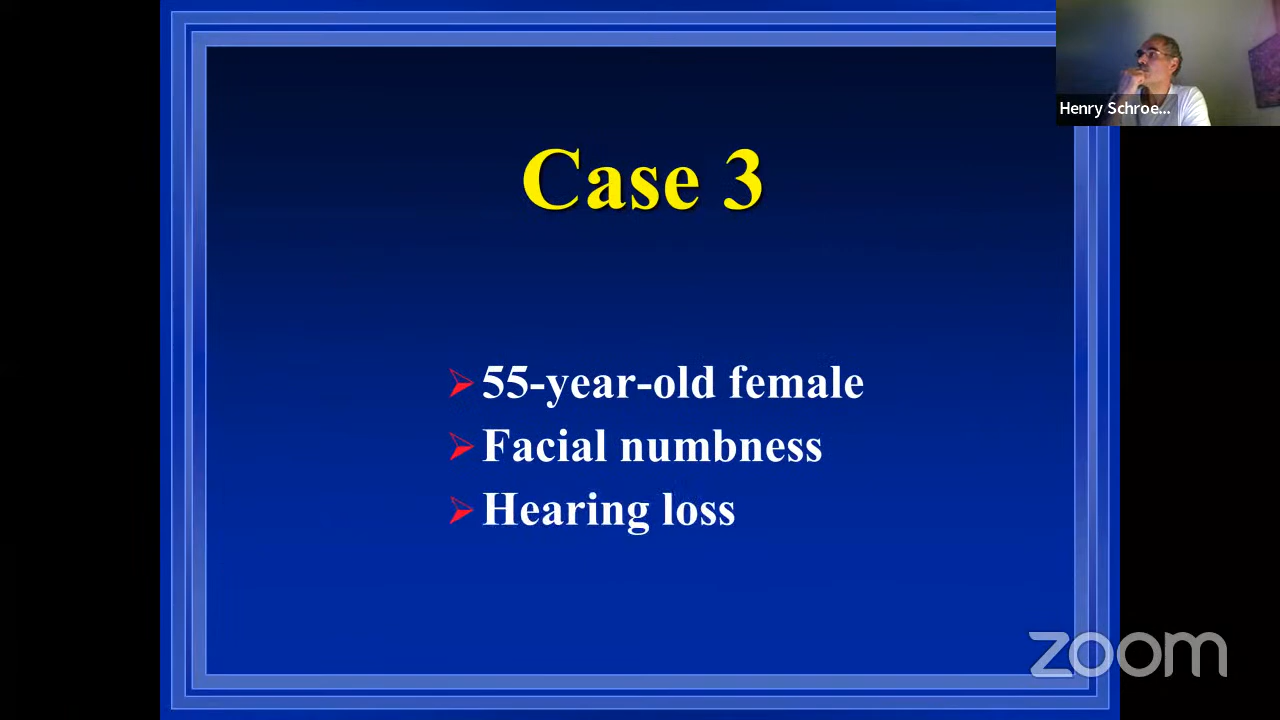 Henry Schroe...
Case 3
55-year-old female
Facial numbness
Hearing loss
zoom